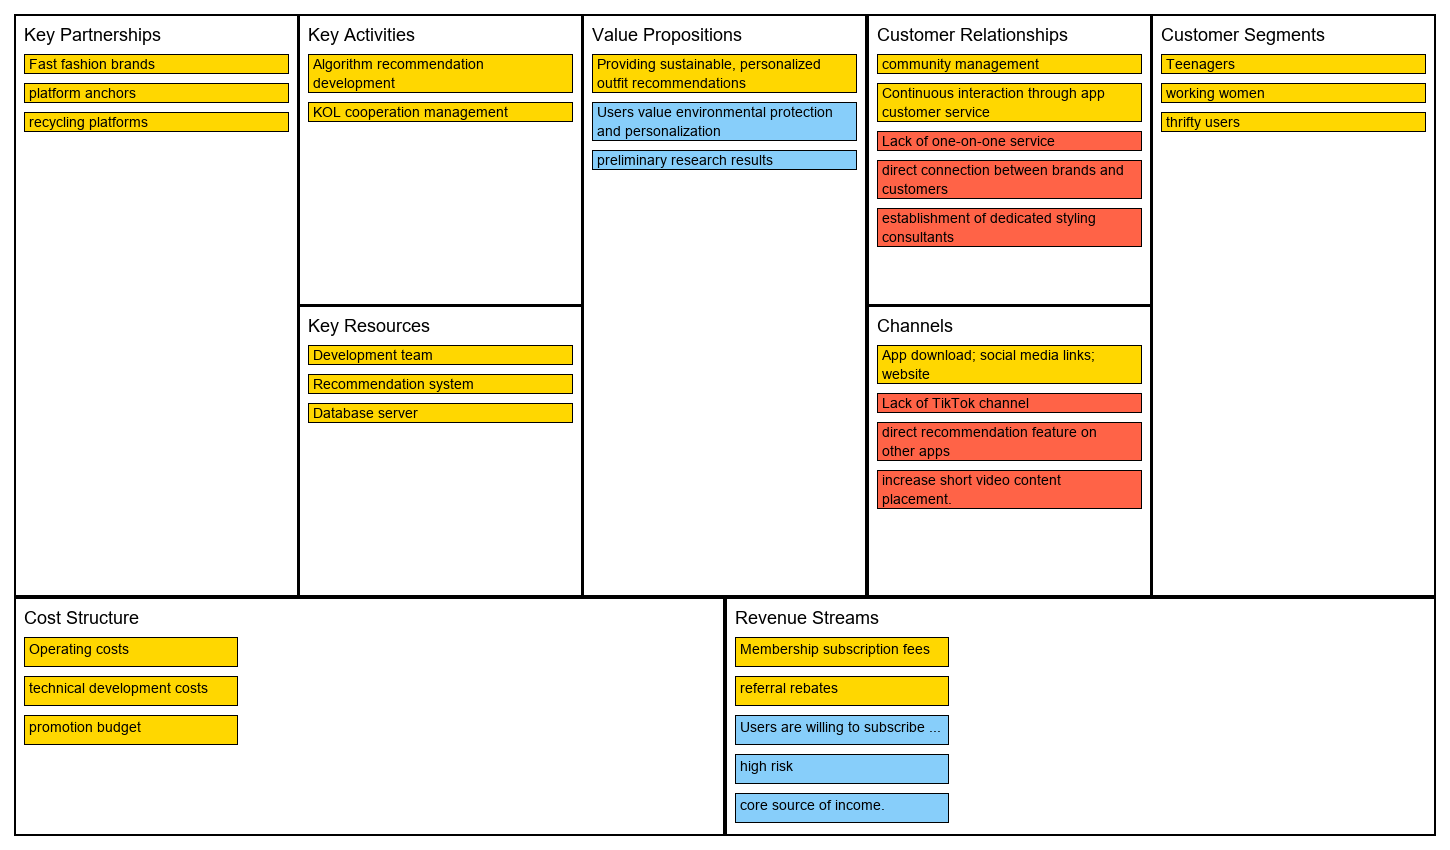 Key Partnerships
Fast fashion brands
platform anchors
recycling platforms
Key Activities
Algorithm recommendation
development
KOL cooperation management
Key Resources
Development team
Recommendation system
Database server
Value Propositions
Providing sustainable, personalized
outfit recommendations
Users value environmental protection
and personalization
preliminary research results
Customer Relationships
community management
Continuous interaction through app
customer service
Lack of one-on-one service
direct connection between brands and
customers
establishment of dedicated styling
consultants
Channels
App download; social media links;
website
Lack of TikTok channel
direct recommendation feature on
other apps
increase short video content
placement.
Customer Segments
Teenagers
working women
thrifty users
Cost Structure
Operating costs
technical development costs
promotion budget
Revenue Streams
Membership subscription fees
referral rebates
Users are willing to subscribe ...
high risk
core source of income.